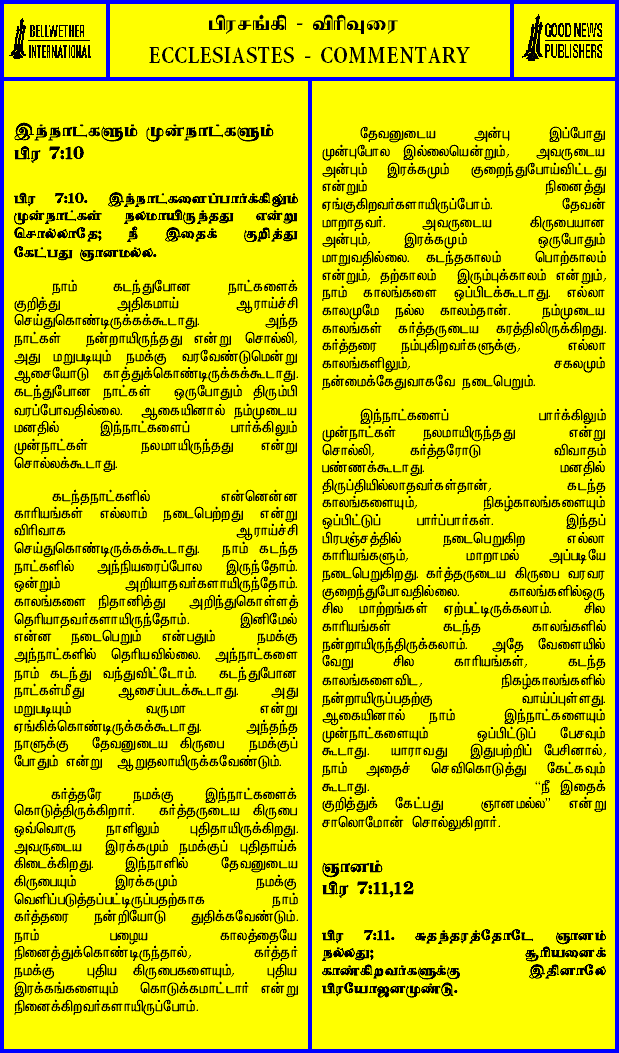 BELLWETHER
INTERNATIONAL
பிரசங்கி - விரிவுரை
ECCLESIASTES - COMMENTARY
GOOD NEWS
PUBLISHERS
இந்நாட்களும் முன்நாட்களும்
பிர 7:10
பிர 7:10. இந்நாட்களைப்பார்க்கிலும்
முன்நாட்கள் நலமாயிருந்தது என்று
சொல்லாதே; நீ இதைக் குறித்து
கேட்பது ஞானமல்ல.
நாம் கடந்துபோன நாட்களைக்
குறித்து அதிகமாய் ஆராய்ச்சி
செய்துகொண்டிருக்கக்கூடாது. அந்த
நாட்கள் நன்றாயிருந்தது என்று சொல்லி,
அது மறுபடியும் நமக்கு வரவேண்டுமென்று
ஆசையோடு காத்துக்கொண்டிருக்கக்கூடாது.
கடந்துபோன நாட்கள் ஒருபோதும் திரும்பி
வரப்போவதில்லை. ஆகையினால் நம்முடைய
மனதில் இந்நாட்களைப் பார்க்கிலும்
முன்நாட்கள் நலமாயிருந்தது என்று
சொல்லக்கூடாது.
கடந்தநாட்களில் என்னென்ன
காரியங்கள் எல்லாம் நடைபெற்றது என்று
விரிவாக ஆராய்ச்சி
செய்துகொண்டிருக்கக்கூடாது. நாம் கடந்த
நாட்களில் அந்நியரைப்போல இருந்தோம்.
ஒன்றும் அறியாதவர்களாயிருந்தோம்.
காலங்களை நிதானித்து அறிந்துகொள்ளத்
தெரியாதவர்களாயிருந்தோம். இனிமேல்
என்ன நடைபெறும் என்பதும் நமக்கு
அந்நாட்களில் தெரியவில்லை. அந்நாட்களை
நாம் கடந்து வந்துவிட்டோம். கடந்துபோன
நாட்கள்மீது ஆசைப்படக்கூடாது. அது
மறுபடியும் வருமா என்று
ஏங்கிக்கொண்டிருக்கக்கூடாது. அந்தந்த
நாளுக்கு தேவனுடைய கிருபை நமக்குப்
போதும் என்று ஆறுதலாயிருக்கவேண்டும்.
கர்த்தரே நமக்கு இந்நாட்களைக்
கொடுத்திருக்கிறார். கர்த்தருடைய கிருபை
ஒவ்வொரு நாளிலும் புதிதாயிருக்கிறது.
அவருடைய இரக்கமும் நமக்குப் புதிதாய்க்
கிடைக்கிறது. இந்நாளில் தேவனுடைய
கிருபையும் இரக்கமும் நமக்கு
வெளிப்படுத்தப்பட்டிருப்பதற்காக நாம்
கர்த்தரை நன்றியோடு துதிக்கவேண்டும்.
நாம் பழைய காலத்தையே
நினைத்துக்கொண்டிருந்தால், கர்த்தர்
நமக்கு புதிய கிருபைகளையும், புதிய
இரக்கங்களையும் கொடுக்கமாட்டார் என்று
நினைக்கிறவர்களாயிருப்போம்.
தேவனுடைய அன்பு இப்போது
முன்புபோல இல்லையென்றும், அவருடைய
அன்பும் இரக்கமும் குறைந்துபோய்விட்டது
என்றும் நினைத்து
ஏங்குகிறவர்களாயிருப்போம். தேவன்
மாறாதவர். அவருடைய கிருபையான
அன்பும், இரக்கமும் ஒருபோதும்
மாறுவதில்லை. கடந்தகாலம் பொற்காலம்
என்றும், தற்காலம் இரும்புக்காலம் என்றும்,
நாம் காலங்களை ஒப்பிடக்கூடாது. எல்லா
காலமுமே நல்ல காலம்தான். நம்முடைய
காலங்கள் கர்த்தருடைய கரத்திலிருக்கிறது.
கர்த்தரை நம்புகிறவர்களுக்கு, எல்லா
காலங்களிலும், சகலமும்
நன்மைக்கேதுவாகவே நடைபெறும்.
இந்நாட்களைப் பார்க்கிலும்
முன்நாட்கள் நலமாயிருந்தது என்று
சொல்லி, கர்த்தரோடு விவாதம்
பண்ணக்கூடாது. மனதில்
திருப்தியில்லாதவர்கள்தான், கடந்த
காலங்களையும், நிகழ்காலங்களையும்
ஒப்பிட்டுப் பார்ப்பார்கள். இந்தப்
பிரபஞ்சத்தில் நடைபெறுகிற எல்லா
காரியங்களும், மாறாமல் அப்படியே
நடைபெறுகிறது. கர்த்தருடைய கிருபை வரவர
குறைந்துபோவதில்லை. காலங்களில்ஒரு
சில மாற்றங்கள் ஏற்பட்டிருக்கலாம். சில
காரியங்கள் கடந்த காலங்களில்
நன்றாயிருந்திருக்கலாம். அதே வேளையில்
வேறு சில காரியங்கள், கடந்த
காலங்களைவிட, நிகழ்காலங்களில்
நன்றாயிருப்பதற்கு வாய்ப்புள்ளது.
ஆகையினால் நாம் இந்நாட்களையும்
முன்நாட்களையும் ஒப்பிட்டுப் பேசவும்
கூடாது. யாராவது இதுபற்றிப் பேசினால்,
நாம் அதைச் செவிகொடுத்து கேட்கவும்
கூடாது. “நீ இதைக்
குறித்துக் கேட்பது ஞானமல்ல” என்று
சாலொமோன் சொல்லுகிறார்.
ஞானம்
பிர 7:11,12
பிர 7:11. சுதந்தரத்தோடே ஞானம்
நல்லது; சூரியனைக்
காண்கிறவர்களுக்கு இதினாலே
பிரயோஜனமுண்டு.